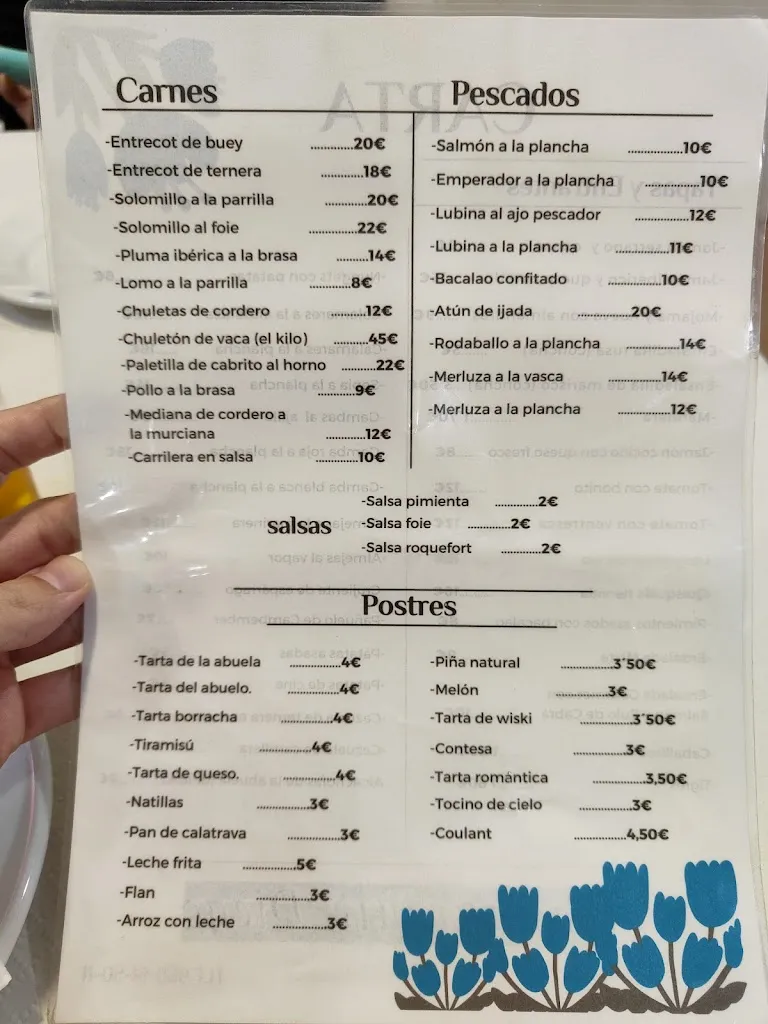 Carnes
-Entrecot de buey .............20€
-Entrecot de ternera .............18€
-Solomillo a la parrilla .............20€
-Solomillo al foie ..............22€
-Pluma ibérica a la brasa ..........14€
-Lomo a la parrilla ............8€
-Chuletas de cordero ...........12€
-Chuletón de vaca (el kilo) ...........45€
-Paletilla de cabrito al horno ...........22€
-Pollo a la brasa ...........9€
-Mediana de cordero a
la murciana ............12€
-Carrilera en salsa .............10€
Pescados
-Salmón a la plancha .................10€
-Emperador a la plancha ..................10€
-Lubina al ajo pescador .................12€
-Lubina a la plancha ................11€
-Bacalao confitado ................10€
-Atún de ijada ................20€
-Rodaballo a la plancha ................14€
-Merluza a la vasca ................14€
-Merluza a la plancha ................12€
salsas
-Salsa pimienta .............2€
-Salsa foie .............2€
-Salsa roquefort ............2€
Postres
-Tarta de la abuela ................4€
-Tarta del abuelo. ................4€
-Tarta borracha .................4€
-Tiramisú ................4€
-Tarta de queso. ................4€
-Natillas ................3€
-Pan de calatrava ................3€
-Leche frita ................5€
-Flan ................3€
-Arroz con leche ................3€
-Piña natural ................3´50€
-Melón ................3€
-Tarta de wiski ................3´50€
-Contesa ................3€
-Tarta romántica ................3,50€
-Tocino de cielo ................3€
-Coulant ................4,50€